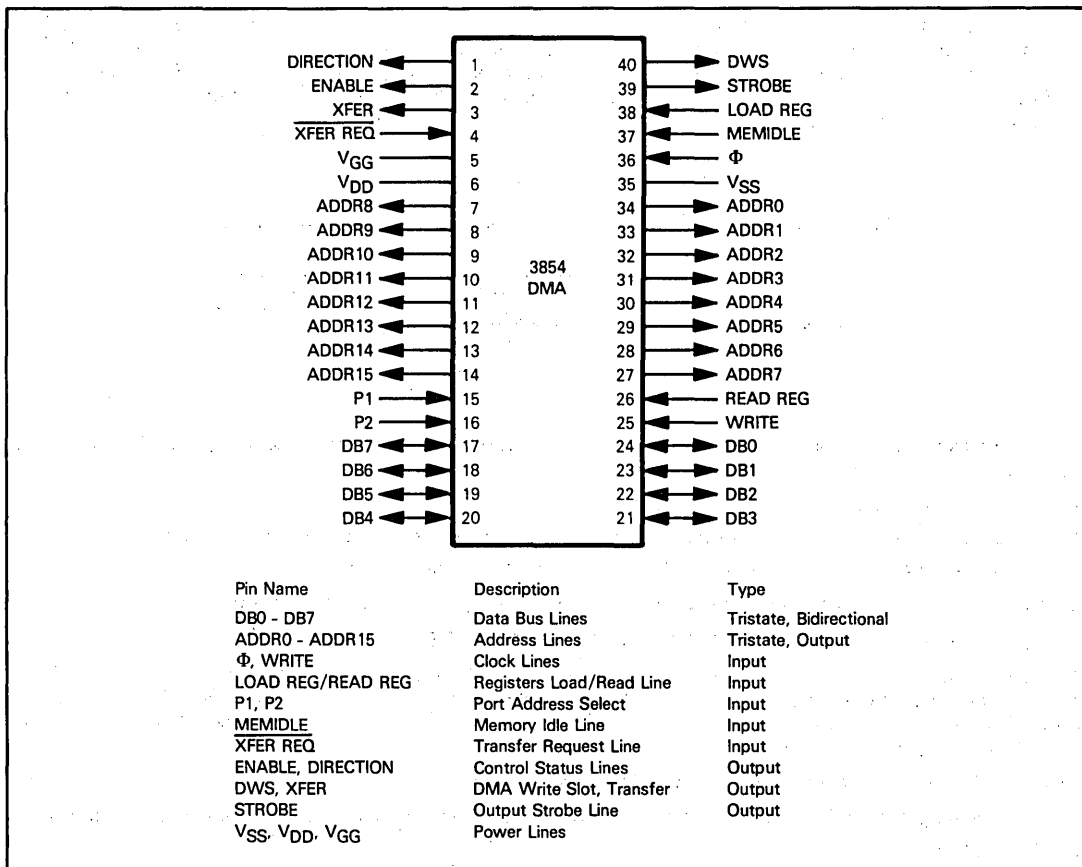 DIRECTION 1 40 DWS
ENABLE 2 39 STROBE
XFER 3 38 LOAD REG
XFER REQ 4 37 MEMIDLE
VGG 5 36 Φ
VDD 6 35 VSS
ADDR8 7 34 ADDR0
ADDR9 8 33 ADDR1
ADDR10 9 32 ADDR2
ADDR11 10 3854 31 ADDR3
DMA
ADDR12 11 30 ADDR4
ADDR13 12 29 ADDR5
ADDR14 13 28 ADDR6
ADDR15 14 27 ADDR7
P1 15 26 READ REG
P2 16 25 WRITE
DB7 17 24 DB0
DB6 18 23 DB1
DB5 19 22 DB2
DB4 20 21 DB3
Pin Name Description Type
DB0 - DB7 Data Bus Lines Tristate, Bidirectional
ADDR0 - ADDR15 Address Lines Tristate, Output
Φ, WRITE Clock Lines Input
LOAD REG/READ REG Registers Load/Read Line Input
P1, P2 Port Address Select Input
MEMIDLE Memory Idle Line Input
XFER REQ Transfer Request Line Input
ENABLE, DIRECTION Control Status Lines Output
DWS, XFER DMA Write Slot, Transfer Output
STROBE Output Strobe Line Output
VSS, VDD, VGG Power Lines